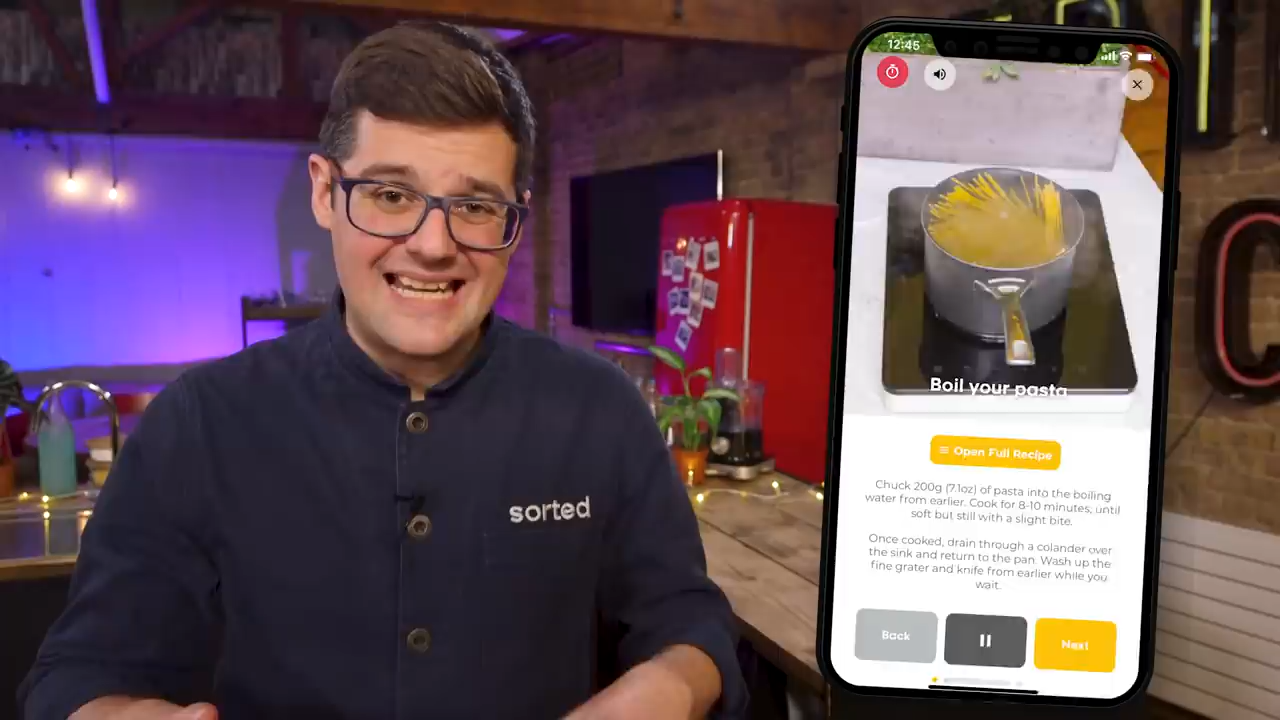 sorted
12:45
Boil your pasta
Open Full Recipe
Chuck 200g (7.1oz) of pasta into the boiling
water from earlier. Cook for 8-10 minutes, until
soft but still with a slight bite.
Once cooked, drain through a colander over
the sink and return to the pan. Wash up the
fine grater and knife from earlier while you
wait.
Back
Next